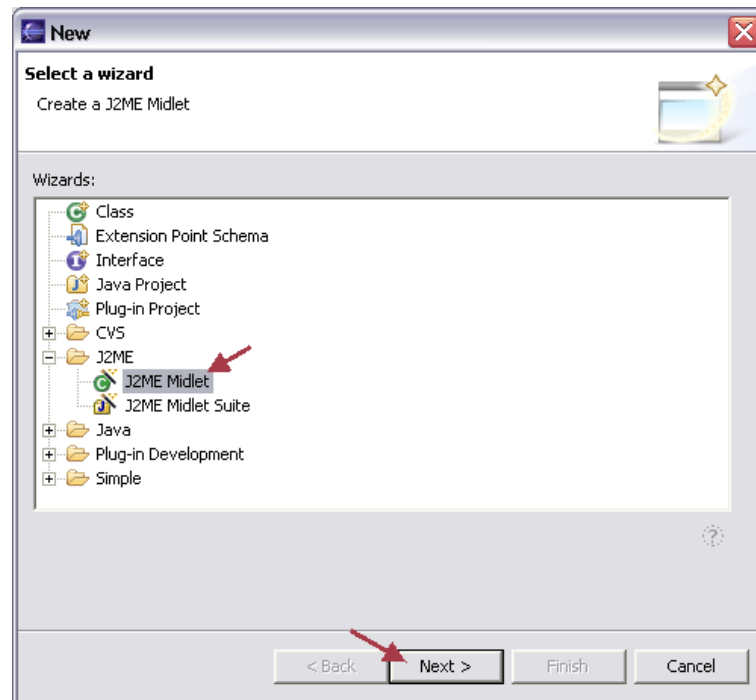 New
Select a wizard
Create a J2ME Midlet
Wizards:
Class
Extension Point Schema
Interface
Java Project
Plug-in Project
CVS
J2ME
J2ME Midlet
J2ME Midlet Suite
Java
Plug-in Development
Simple
?
< Back Next > Finish Cancel